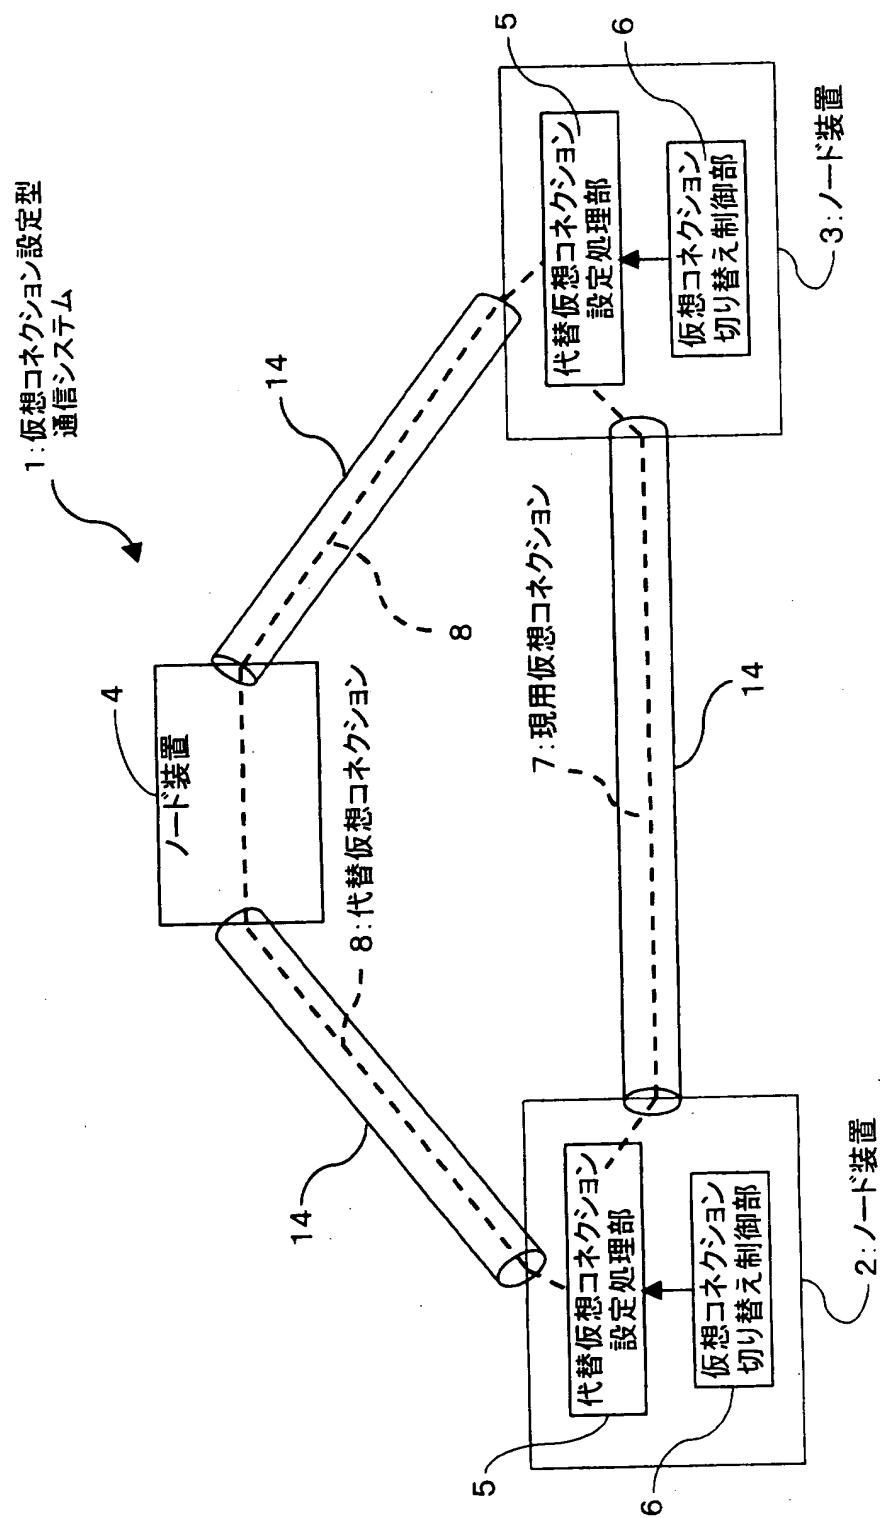 1:仮想コネクション設定型
通信システム
4
ノード装置
14
14
8:代替仮想コネクション
8
7:現用仮想コネクション
14
5
代替仮想コネクション
設定処理部
仮想コネクション
切り替え制御部
6
2:ノード装置
5
代替仮想コネクション
設定処理部
仮想コネクション
切り替え制御部
6
3:ノード装置